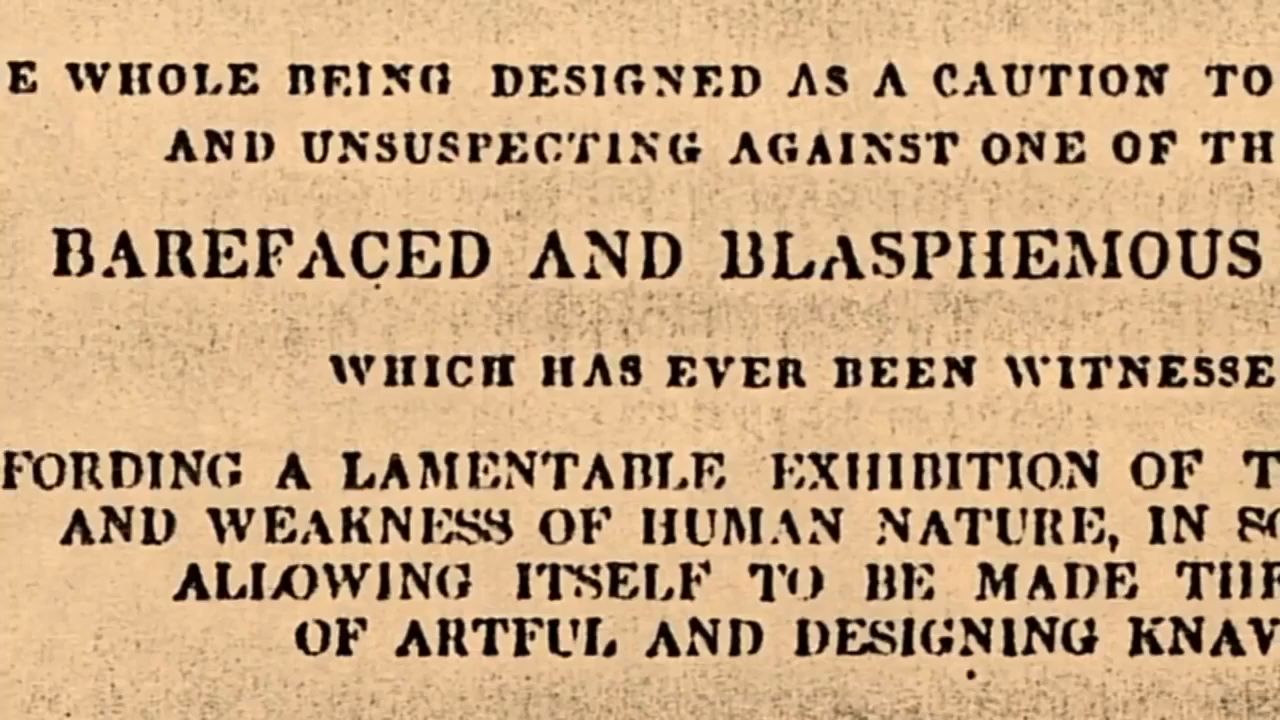 E WHOLE BEING DESIGNED AS A CAUTION TO
AND UNSUSPECTING AGAINST ONE OF TH
BAREFACED AND BLASPHEMOUS
WHICH HAS EVER BEEN WITNESSE
FORDING A LAMENTABLE EXHIBITION OF T
AND WEAKNESS OF HUMAN NATURE, IN SO
ALLOWING ITSELF TO BE MADE THE
OF ARTFUL AND DESIGNING KNAV